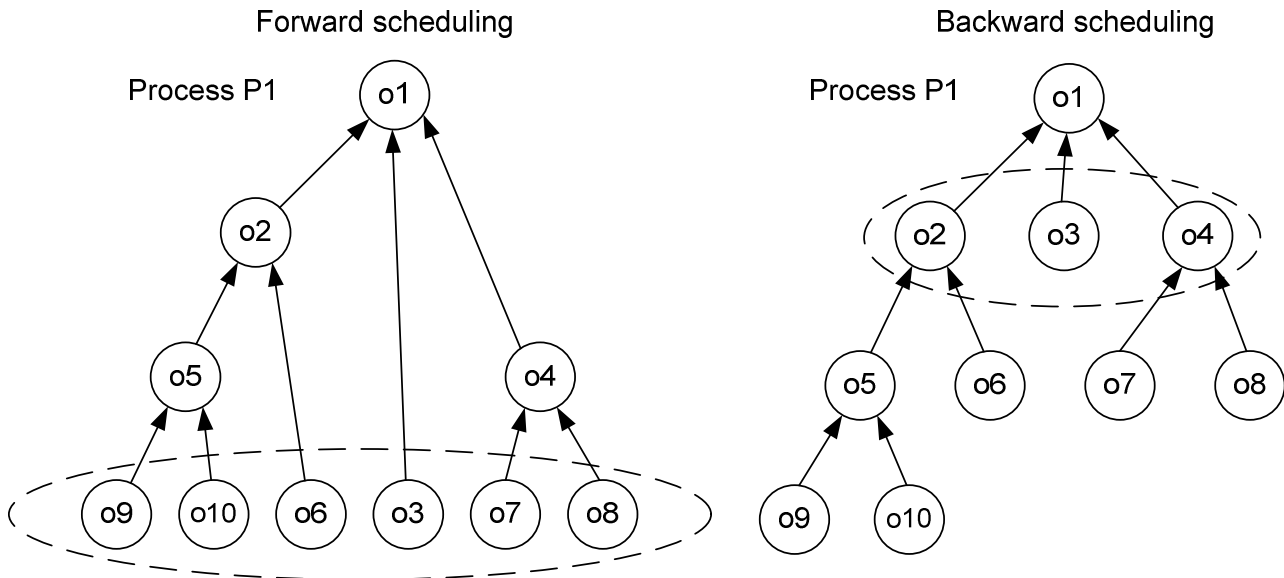 Forward scheduling
Process P1
o1
o2
o5
o4
o9 o10 o6 o3 o7 o8
Backward scheduling
Process P1
o1
o2 o3 o4
o5 o6 o7 o8
o9 o10